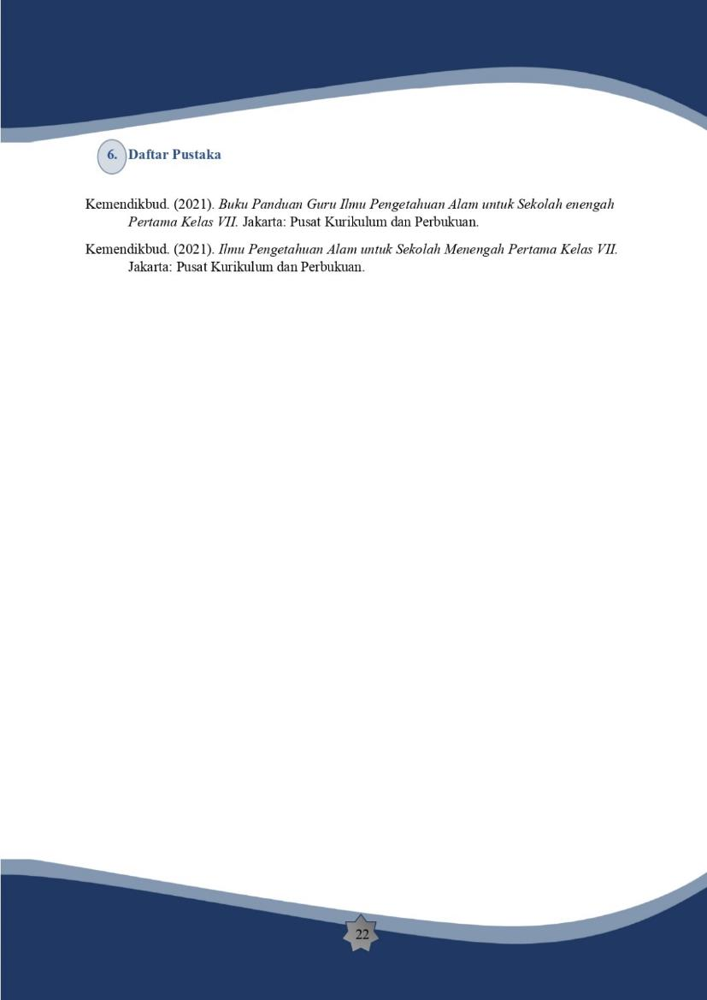 6. Daftar Pustaka
Kemendikbud. (2021). Buku Panduan Guru Ilmu Pengetahuan Alam untuk Sekolah enengah
Pertama Kelas VII. Jakarta: Pusat Kurikulum dan Perbukuan.
Kemendikbud. (2021). Ilmu Pengetahuan Alam untuk Sekolah Menengah Pertama Kelas VII.
Jakarta: Pusat Kurikulum dan Perbukuan.
22